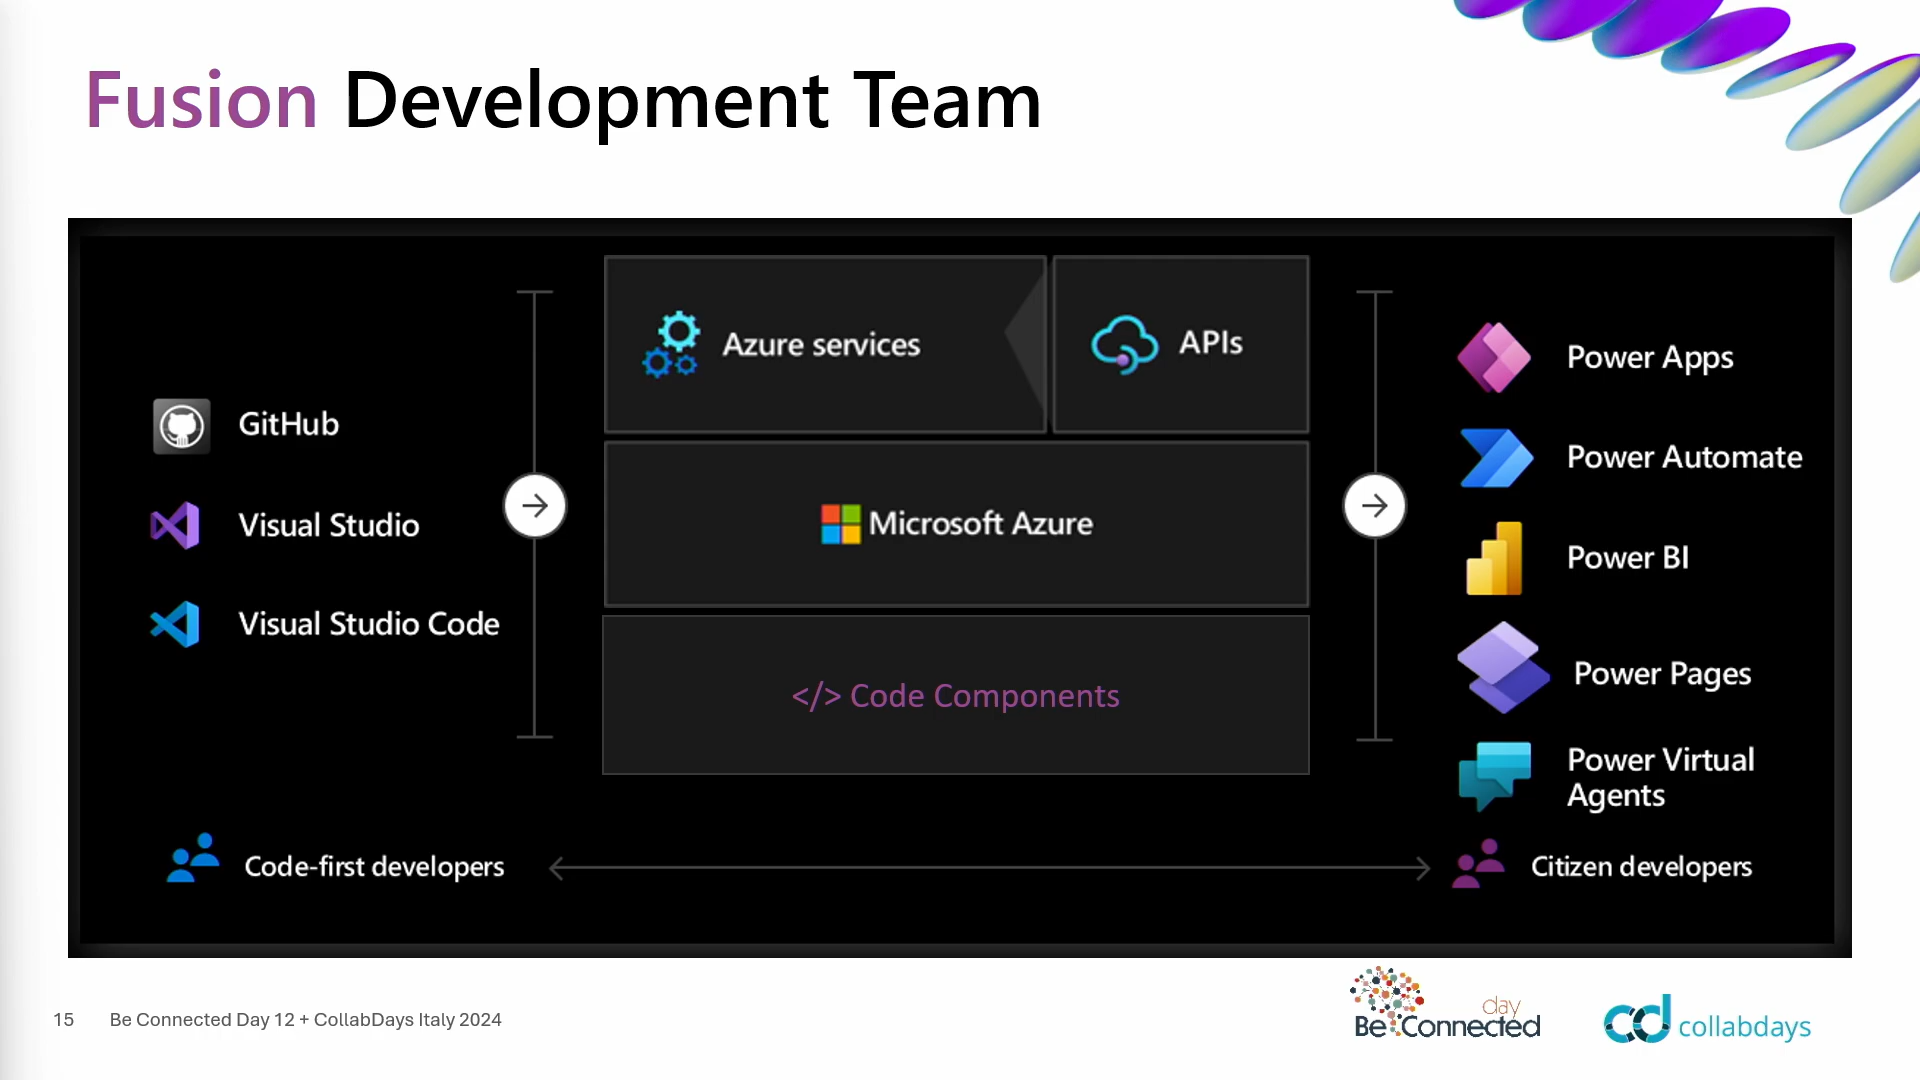 Fusion Development Team
GitHub
Visual Studio
Visual Studio Code
Azure services
APIs
Microsoft Azure
</> Code Components
Power Apps
Power Automate
Power BI
Power Pages
Power Virtual
Agents
Code-first developers
Citizen developers
15 Be Connected Day 12 + CollabDays Italy 2024
day
Be Connected
cd collabdays